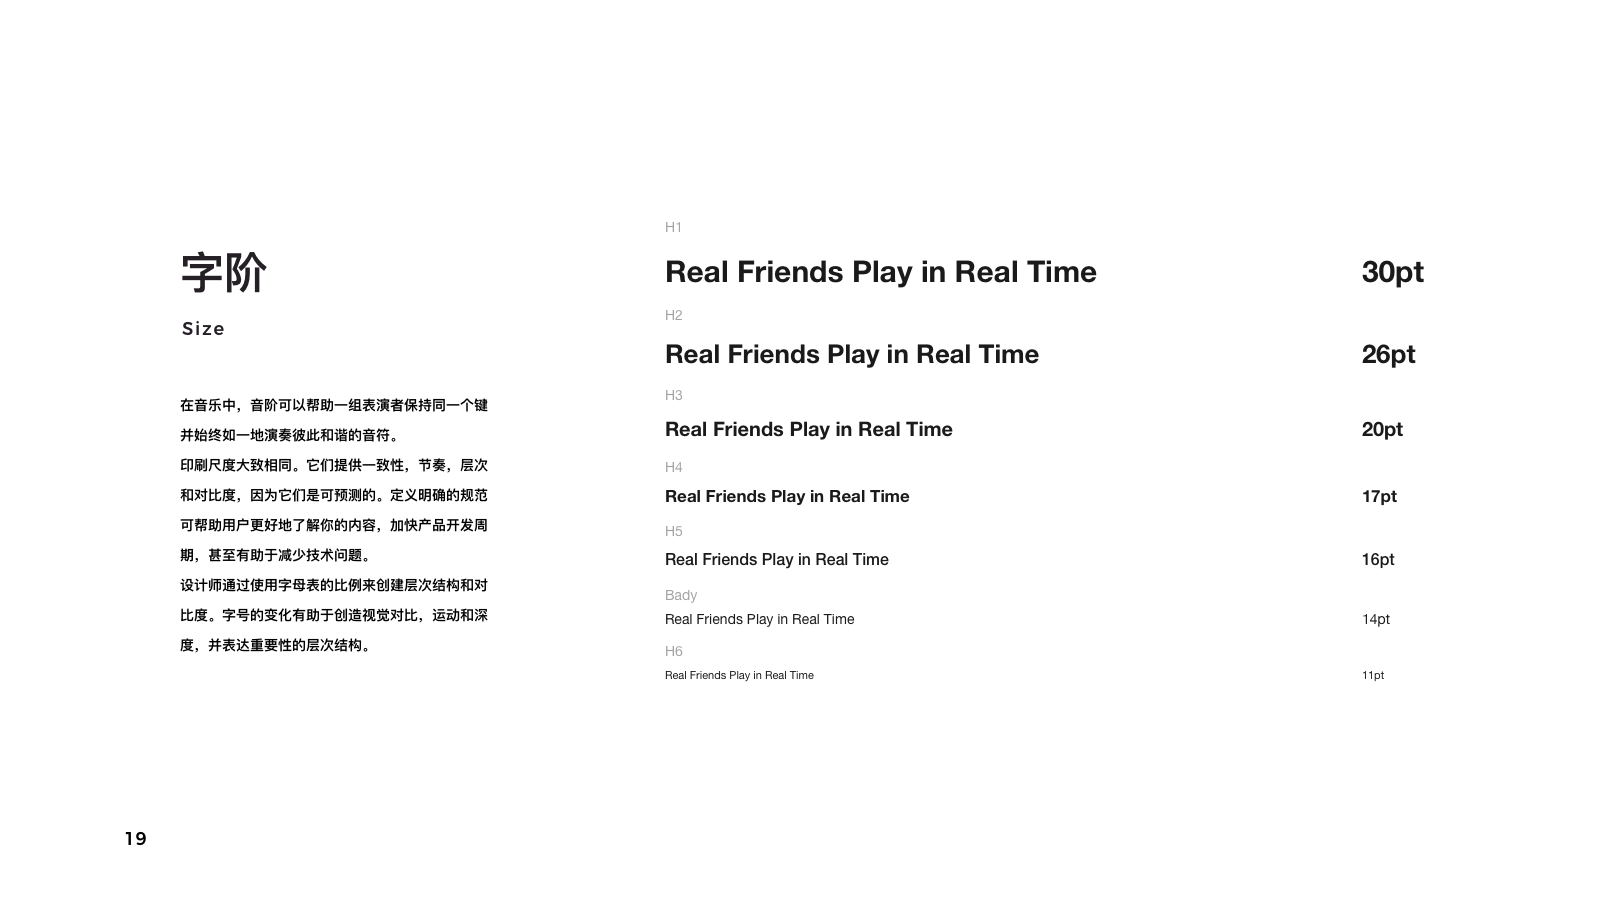 字阶
Size
在音乐中，音阶可以帮助一组表演者保持同一个键
并始终如一地演奏彼此和谐的音符。
印刷尺度大致相同。它们提供一致性，节奏，层次
和对比度，因为它们是可预测的。定义明确的规范
可帮助用户更好地了解你的内容，加快产品开发周
期，甚至有助于减少技术问题。
设计师通过使用字母表的比例来创建层次结构和对
比度。字号的变化有助于创造视觉对比，运动和深
度，并表达重要性的层次结构。
H1
Real Friends Play in Real Time 30pt
H2
Real Friends Play in Real Time 26pt
H3
Real Friends Play in Real Time 20pt
H4
Real Friends Play in Real Time 17pt
H5
Real Friends Play in Real Time 16pt
Bady
Real Friends Play in Real Time 14pt
H6
Real Friends Play in Real Time 11pt
19